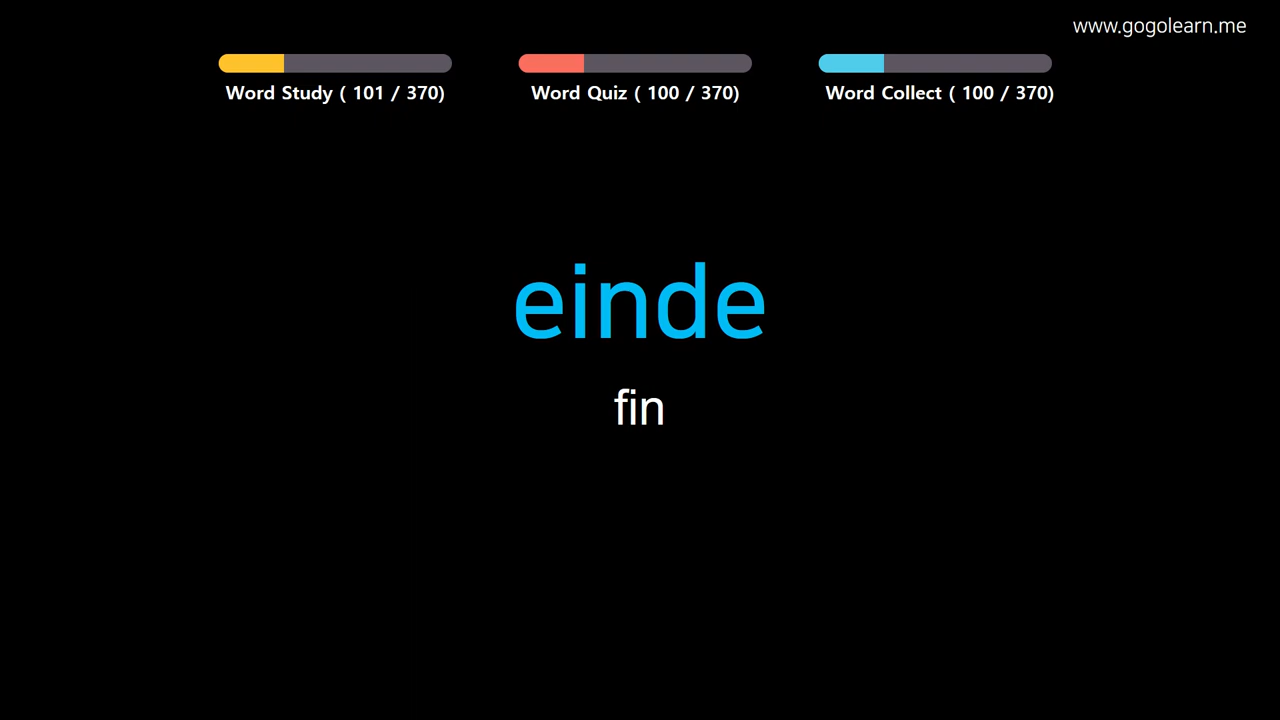 www.gogolearn.me
Word Study ( 101 / 370)
Word Quiz ( 100 / 370)
Word Collect ( 100 / 370)
einde
fin